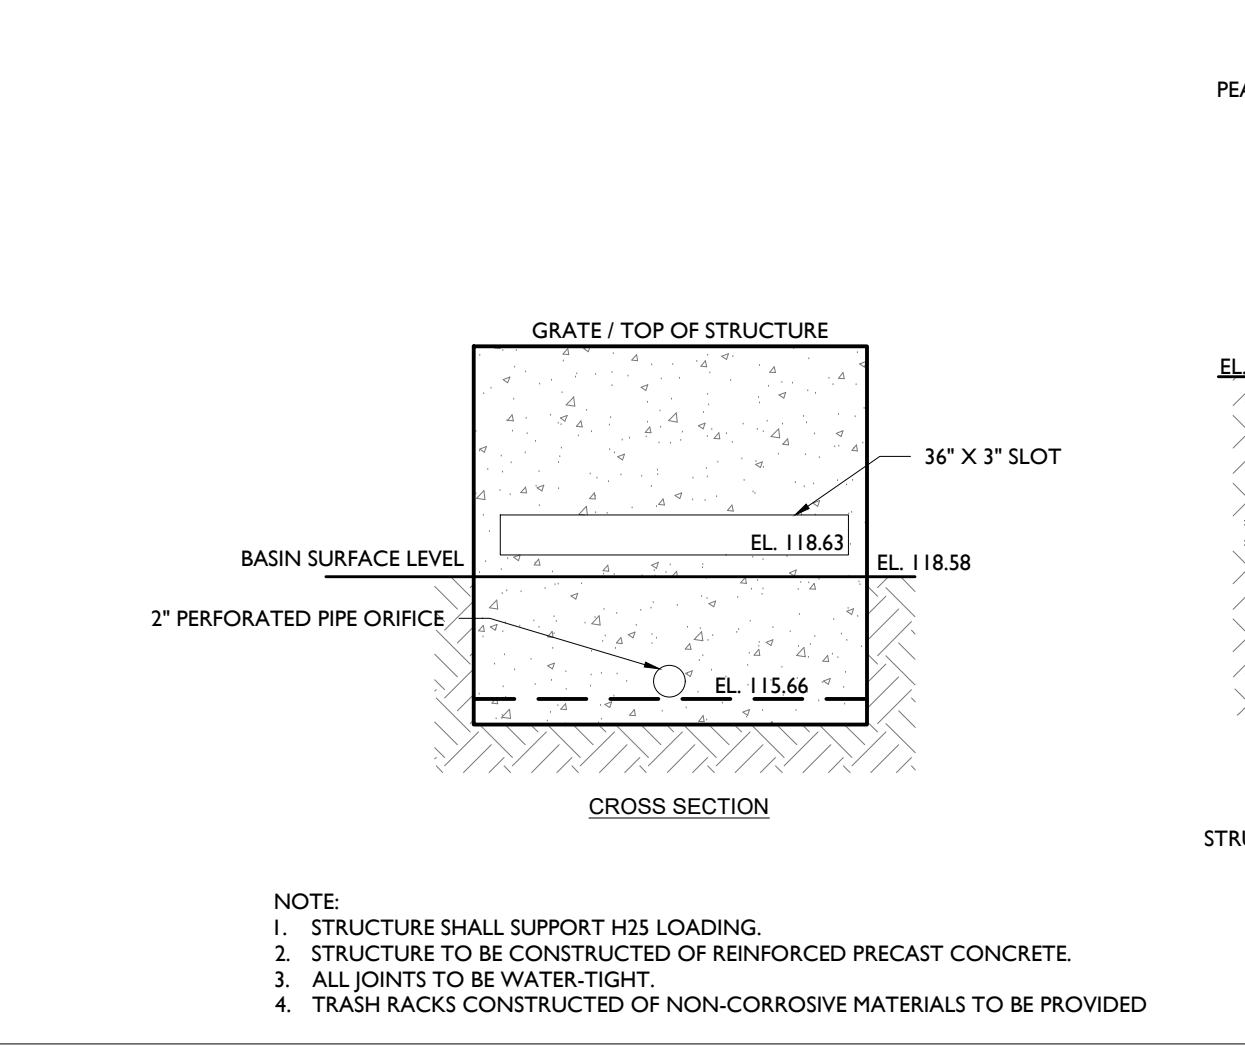 PEA
GRATE / TOP OF STRUCTURE
EL.
36" X 3" SLOT
EL. 118.63
BASIN SURFACE LEVEL
EL. 118.58
2" PERFORATED PIPE ORIFICE
EL. 115.66
CROSS SECTION
STRU
NOTE:
1. STRUCTURE SHALL SUPPORT H25 LOADING.
2. STRUCTURE TO BE CONSTRUCTED OF REINFORCED PRECAST CONCRETE.
3. ALL JOINTS TO BE WATER-TIGHT.
4. TRASH RACKS CONSTRUCTED OF NON-CORROSIVE MATERIALS TO BE PROVIDED